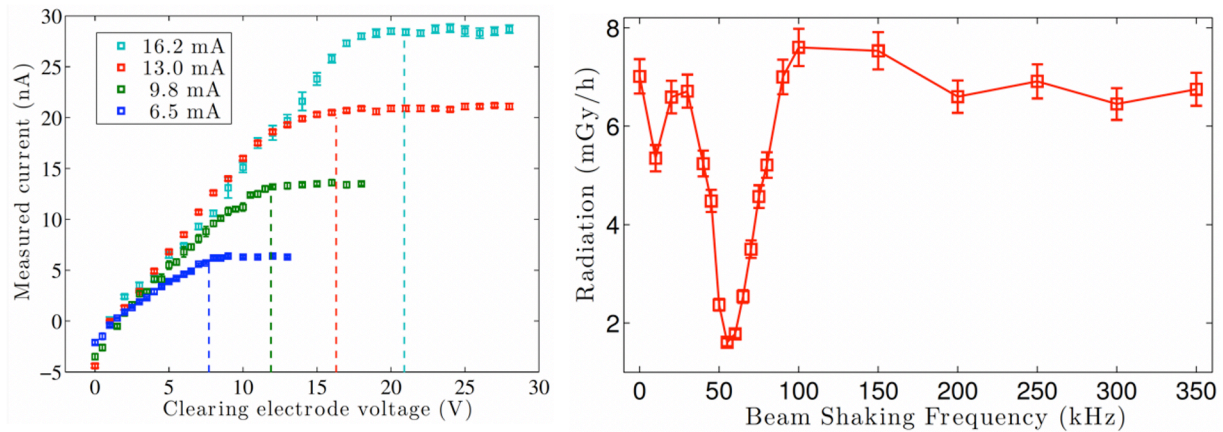 30
25
20
15
10
5
0
−5
Measured current (nA)
16.2 mA
13.0 mA
9.8 mA
6.5 mA
0 5 10 15 20 25 30
Clearing electrode voltage (V)
8
6
4
2
Radiation (mGy/h)
0 50 100 150 200 250 300 350
Beam Shaking Frequency (kHz)